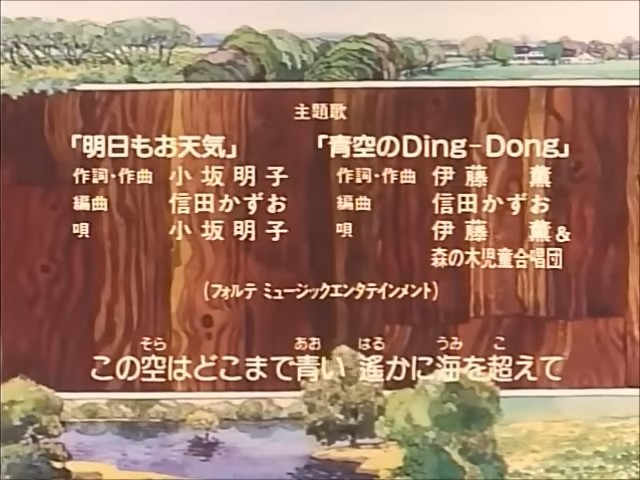 主題歌
「明日もお天気」
作詞・作曲 小坂明子
編曲 信田かずお
唄 小坂明子
「青空のDing-Dong」
作詞・作曲 伊藤 薫
編曲 信田かずお
唄 伊藤 薫&
森の木児童合唱団
(フォルテ ミュージックエンタテインメント)
そら あお はる うみ こ
この空はどこまで青い 遥かに海を超えて